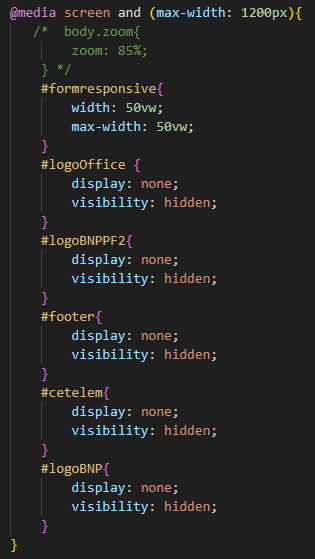 @media screen and (max-width: 1200px){
/*  body.zoom{
zoom: 85%;
} */
#formresponsive{
width: 50vw;
max-width: 50vw;
}
#logoOffice {
display: none;
visibility: hidden;
}
#logoBNPPF2{
display: none;
visibility: hidden;
}
#footer{
display: none;
visibility: hidden;
}
#cetelem{
display: none;
visibility: hidden;
}
#logoBNP{
display: none;
visibility: hidden;
}
}